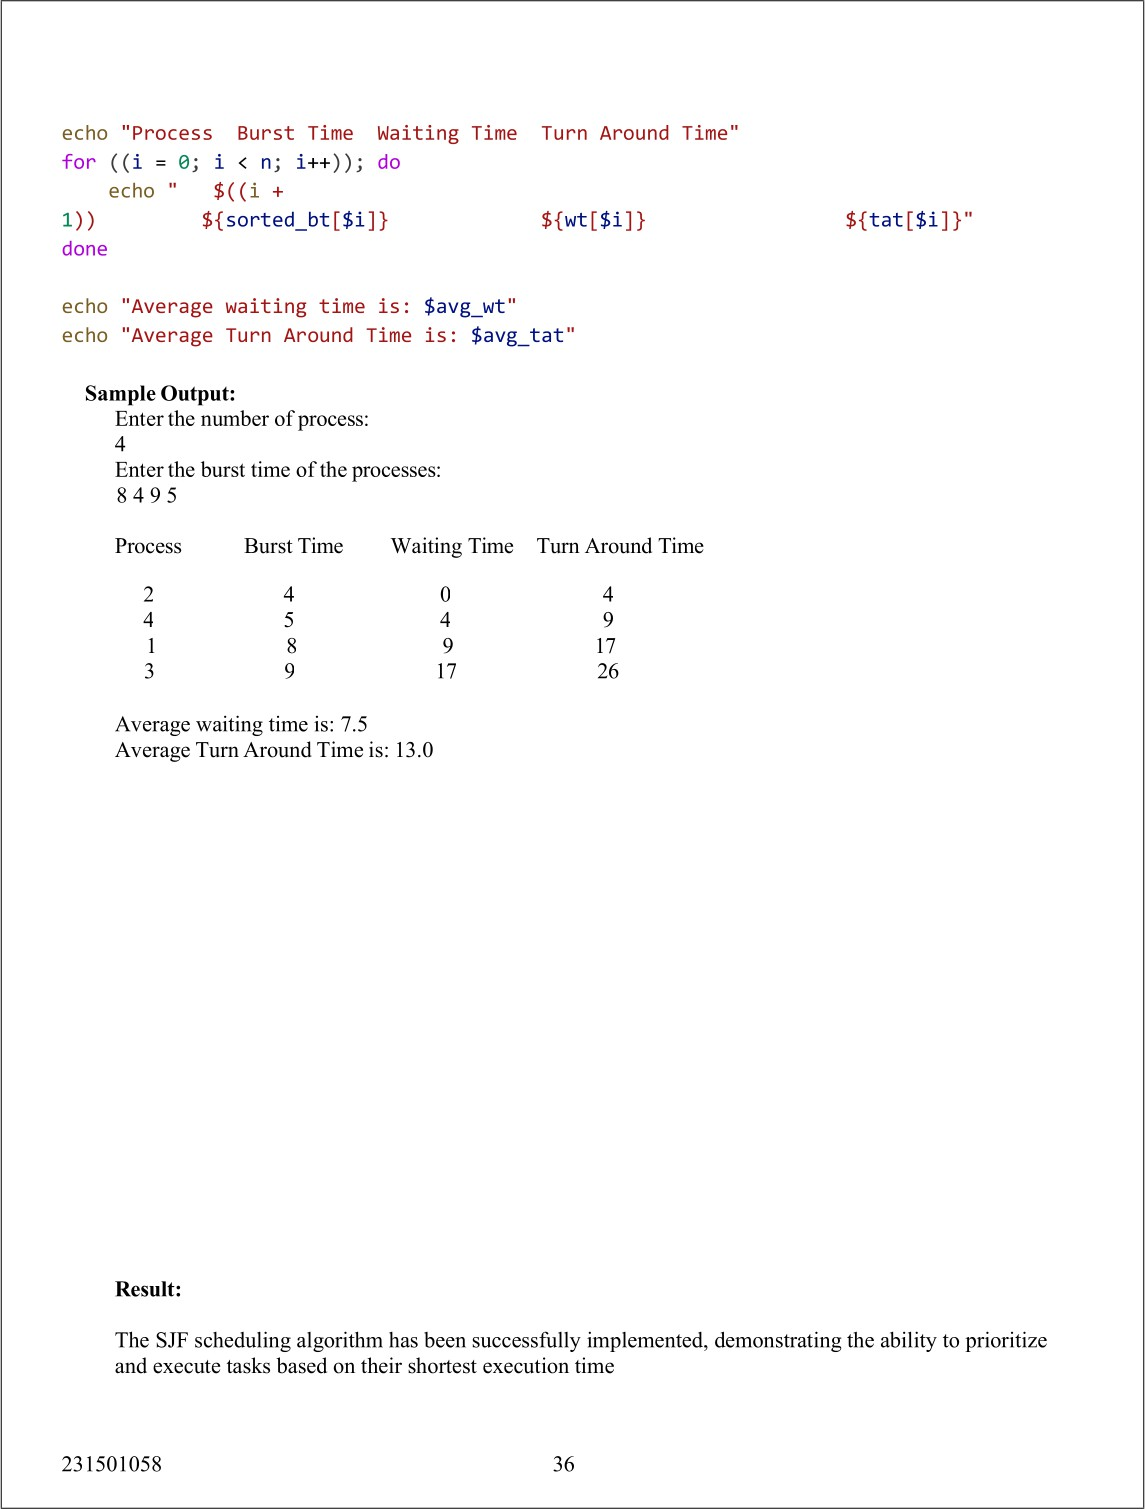 echo "Process  Burst Time  Waiting Time  Turn Around Time"
for ((i = 0; i < n; i++)); do
    echo "   $((i +
1))         ${sorted_bt[$i]}             ${wt[$i]}                 ${tat[$i]}"
done
echo "Average waiting time is: $avg_wt"
echo "Average Turn Around Time is: $avg_tat"
Sample Output:
Enter the number of process:
4
Enter the burst time of the processes:
8 4 9 5
Process Burst Time Waiting Time Turn Around Time
2 4 0 4
4 5 4 9
1 8 9 17
3 9 17 26
Average waiting time is: 7.5
Average Turn Around Time is: 13.0
Result:
The SJF scheduling algorithm has been successfully implemented, demonstrating the ability to prioritize
and execute tasks based on their shortest execution time
231501058 36